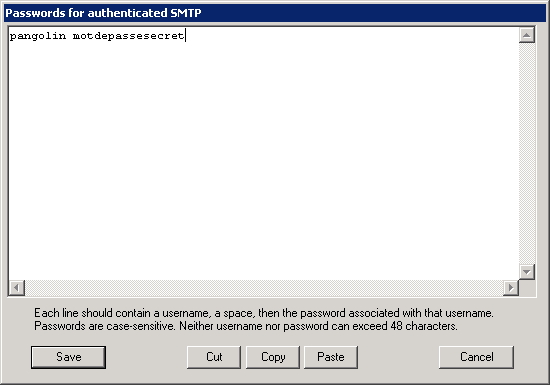 Passwords for authenticated SMTP
pangolin motdepassesecret
Each line should contain a username, a space, then the password associated with that username.
Passwords are case-sensitive. Neither username nor password can exceed 48 characters.
Save Cut Copy Paste Cancel